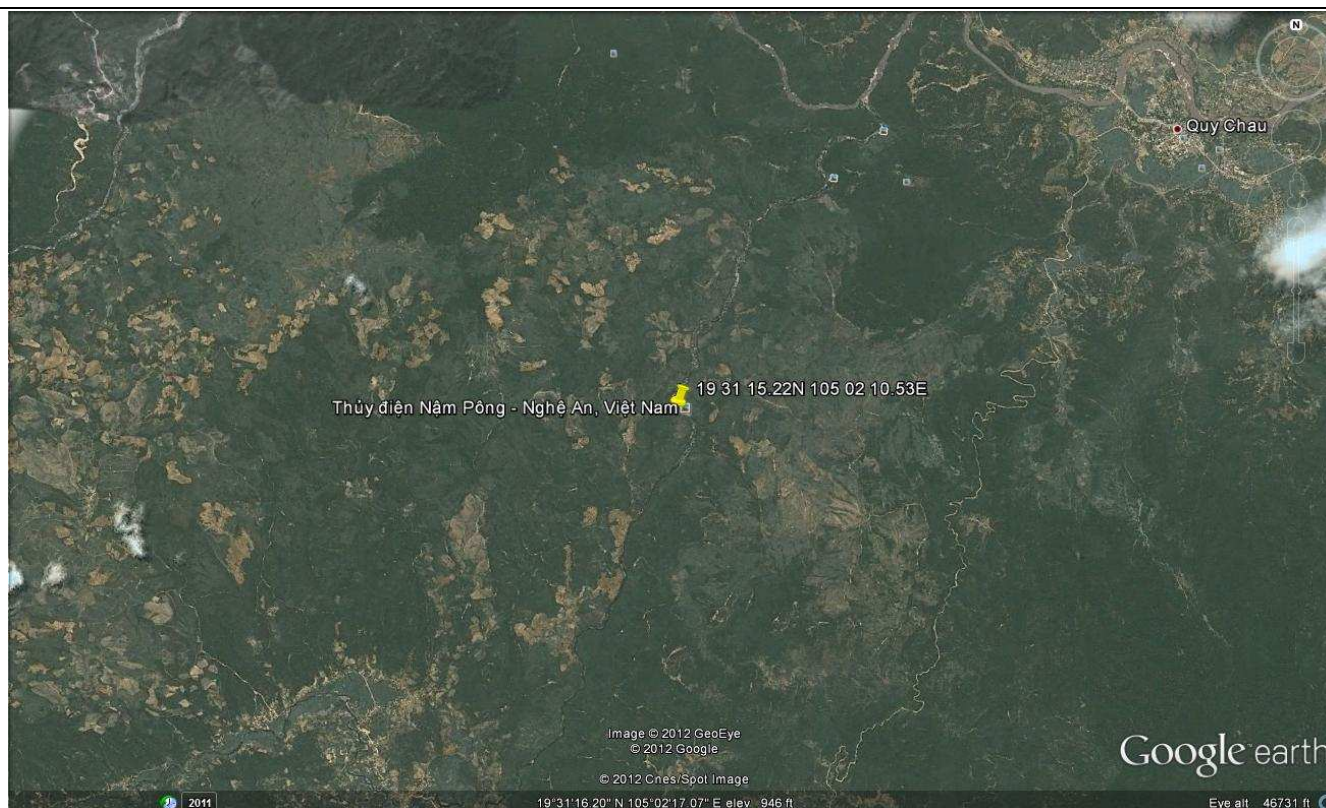 N
Quy Chau
19 31 15.22N 105 02 10.53E
Thủy điện Nậm Pông - Nghệ An, Việt Nam
Image © 2012 GeoEye
© 2012 Google
© 2012 Cnes/Spot Image
Google earth
2011
19°31'16.20" N 105°02'17.07" E elev 946 ft
Eye alt 46731 ft